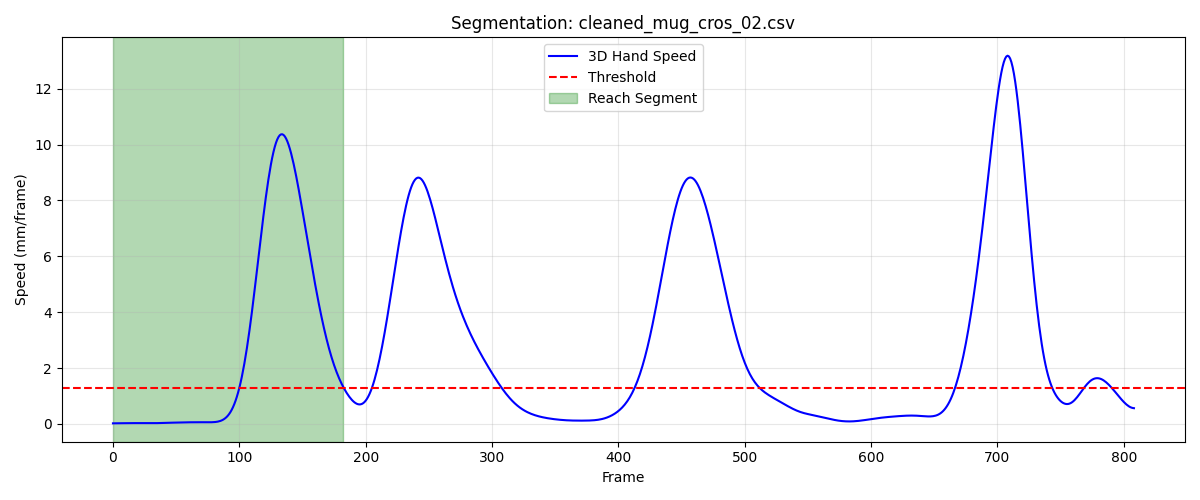 Segmentation: cleaned_mug_cros_02.csv
3D Hand Speed
Threshold
Reach Segment
Speed (mm/frame)
12
10
8
6
4
2
0
0 100 200 300 400 500 600 700 800
Frame